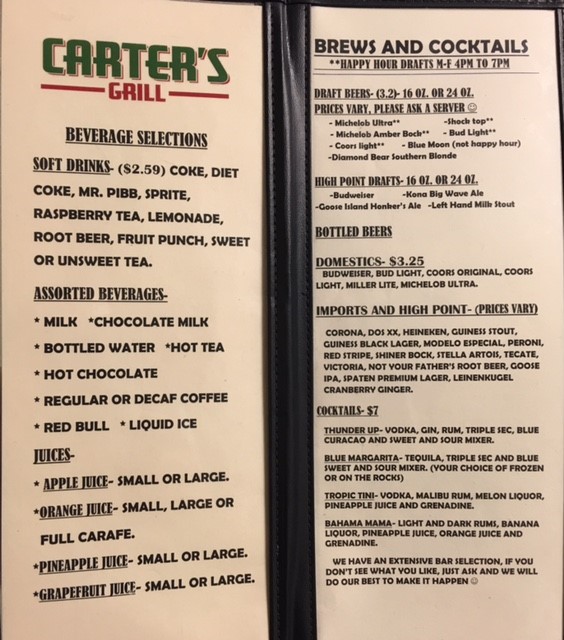 CARTER'S
GRILL
BEVERAGE SELECTIONS
SOFT DRINKS- ($2.59) COKE, DIET
COKE, MR. PIBB, SPRITE,
RASPBERRY TEA, LEMONADE,
ROOT BEER, FRUIT PUNCH, SWEET
OR UNSWEET TEA.
ASSORTED BEVERAGES-
* MILK *CHOCOLATE MILK
* BOTTLED WATER *HOT TEA
* HOT CHOCOLATE
* REGULAR OR DECAF COFFEE
* RED BULL * LIQUID ICE
JUICES-
* APPLE JUICE- SMALL OR LARGE.
*ORANGE JUICE- SMALL, LARGE OR
FULL CARAFE.
*PINEAPPLE JUICE- SMALL OR LARGE.
*GRAPEFRUIT JUICE- SMALL OR LARGE.
BREWS AND COCKTAILS
**HAPPY HOUR DRAFTS M-F 4PM TO 7PM
DRAFT BEERS- (3.2)- 16 OZ. OR 24 OZ.
PRICES VARY, PLEASE ASK A SERVER ☺
- Michelob Ultra** -Shock top**
- Michelob Amber Bock** - Bud Light**
- Coors light** - Blue Moon (not happy hour)
-Diamond Bear Southern Blonde
HIGH POINT DRAFTS- 16 OZ. OR 24 OZ.
-Budweiser -Kona Big Wave Ale
-Goose Island Honker's Ale -Left Hand Milk Stout
BOTTLED BEERS
DOMESTICS- $3.25
BUDWEISER, BUD LIGHT, COORS ORIGINAL, COORS
LIGHT, MILLER LITE, MICHELOB ULTRA.
IMPORTS AND HIGH POINT- (PRICES VARY)
CORONA, DOS XX, HEINEKEN, GUINESS STOUT,
GUINESS BLACK LAGER, MODELO ESPECIAL, PERONI,
RED STRIPE, SHINER BOCK, STELLA ARTOIS, TECATE,
VICTORIA, NOT YOUR FATHER'S ROOT BEER, GOOSE
IPA, SPATEN PREMIUM LAGER, LEINENKUGEL
CRANBERRY GINGER.
COCKTAILS- $7
THUNDER UP- VODKA, GIN, RUM, TRIPLE SEC, BLUE
CURACAO AND SWEET AND SOUR MIXER.
BLUE MARGARITA- TEQUILA, TRIPLE SEC AND BLUE
SWEET AND SOUR MIXER. (YOUR CHOICE OF FROZEN
OR ON THE ROCKS)
TROPIC TINI- VODKA, MALIBU RUM, MELON LIQUOR,
PINEAPPLE JUICE AND GRENADINE.
BAHAMA MAMA- LIGHT AND DARK RUMS, BANANA
LIQUOR, PINEAPPLE JUICE, ORANGE JUICE AND
GRENADINE.
WE HAVE AN EXTENSIVE BAR SELECTION, IF YOU
DON'T SEE WHAT YOU LIKE, JUST ASK AND WE WILL
DO OUR BEST TO MAKE IT HAPPEN ☺